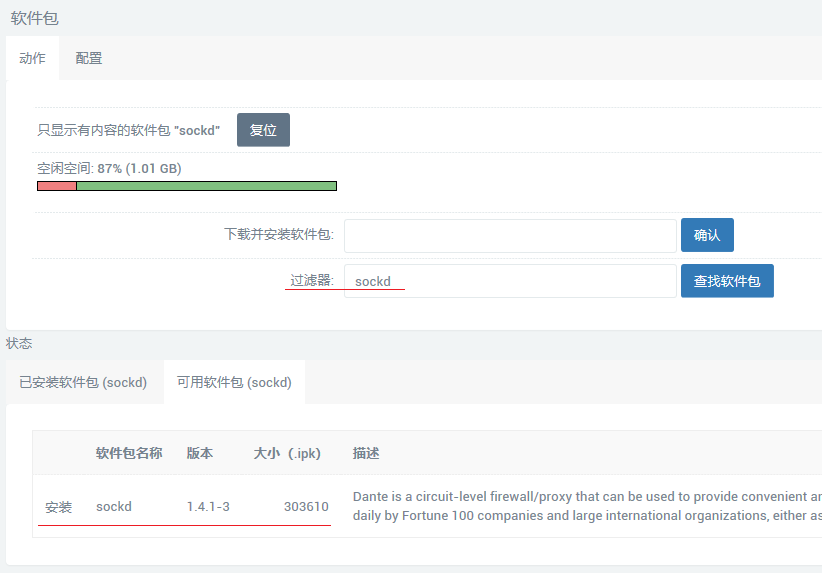 软件包
动作 配置
只显示有内容的软件包 "sockd" 复位
空闲空间: 87% (1.01 GB)
下载并安装软件包: 确认
过滤器: sockd 查找软件包
状态
已安装软件包 (sockd) 可用软件包 (sockd)
软件包名称 版本 大小 (.ipk) 描述
安装 sockd 1.4.1-3 303610 Dante is a circuit-level firewall/proxy that can be used to provide convenient
daily by Fortune 100 companies and large international organizations, either as